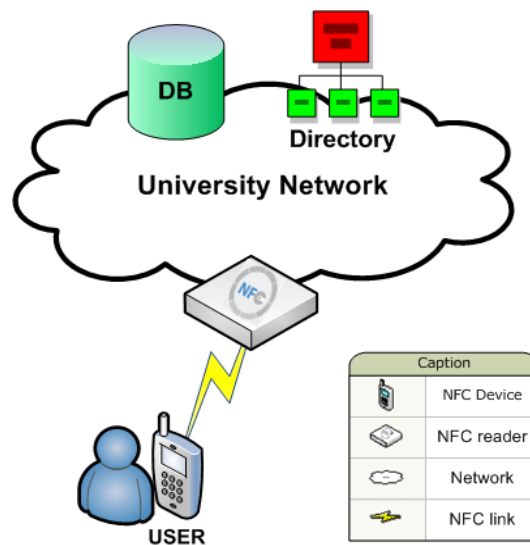 DB
Directory
University Network
NFC
USER
Caption
NFC Device
NFC reader
Network
NFC link